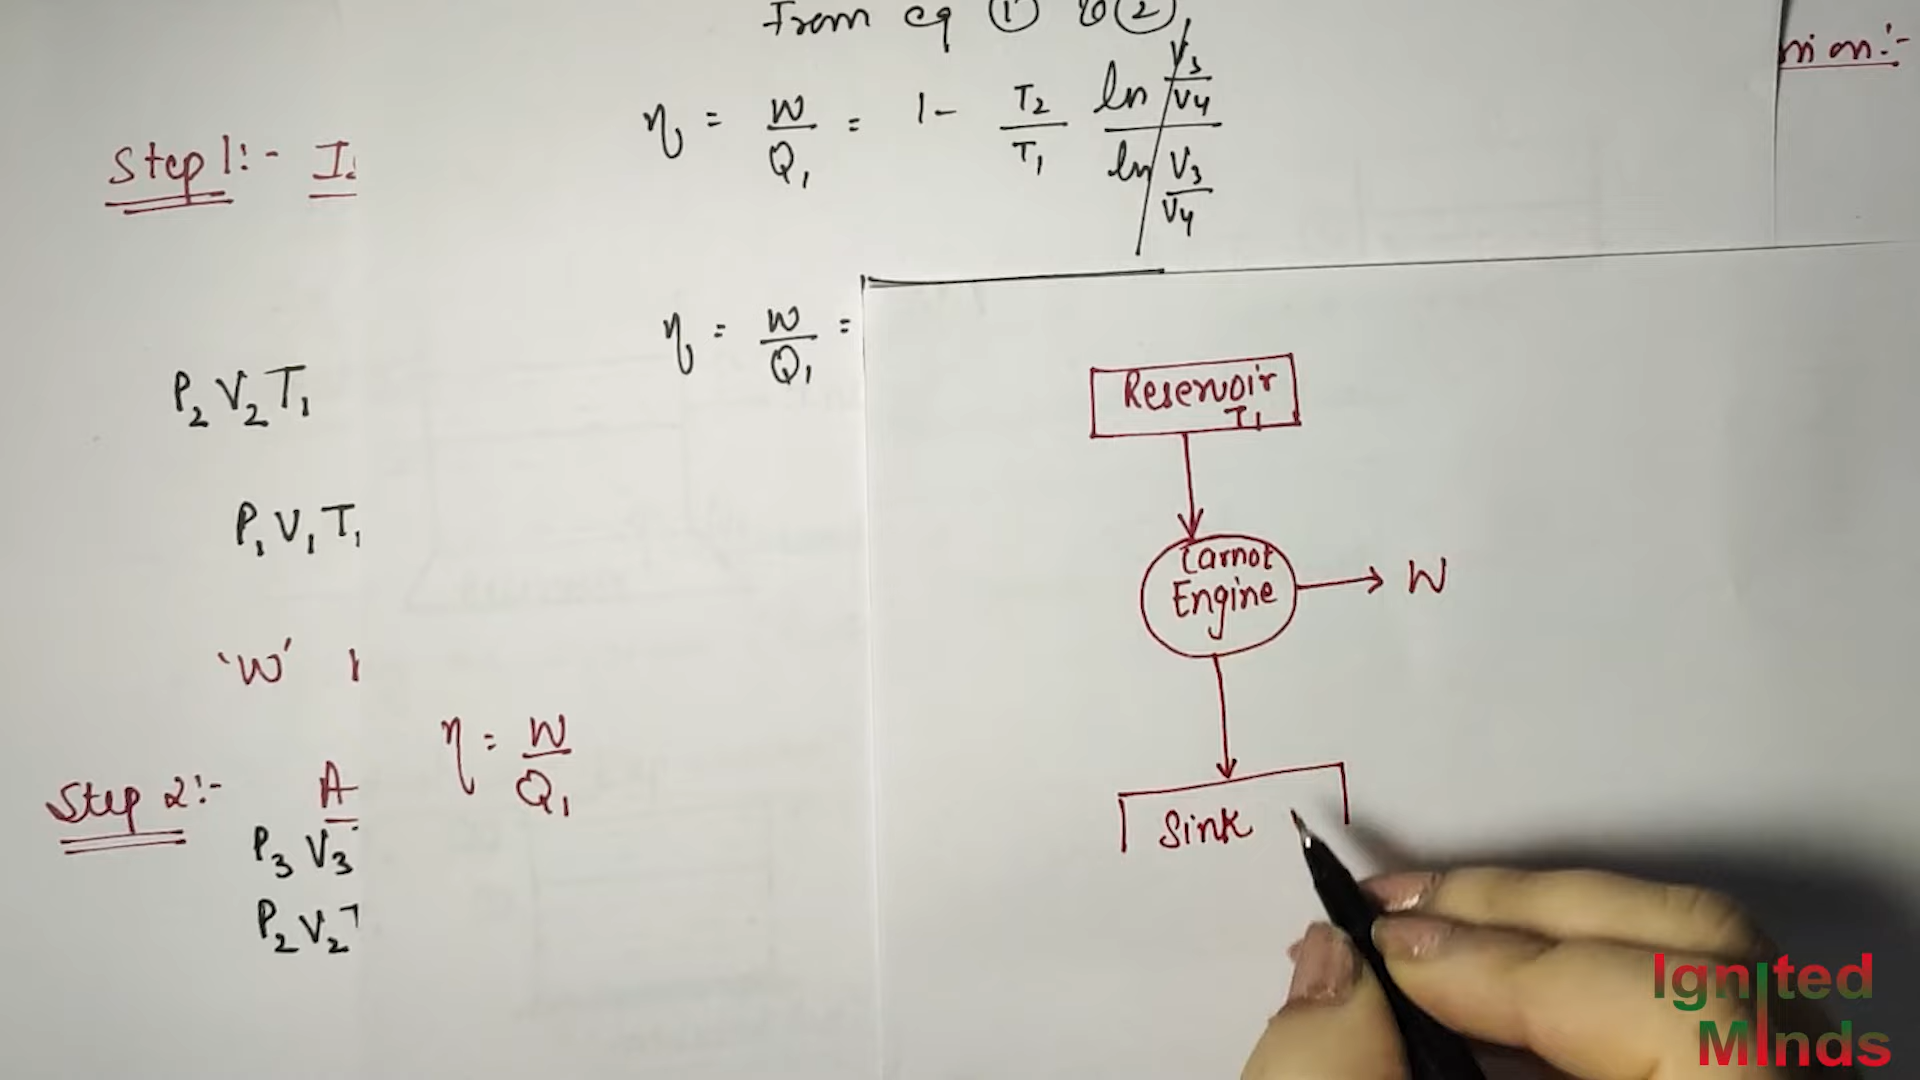 From eq ① & ②,
η = W/Q₁ = 1 - T₂/T₁ ln V₃/V₄ / ln V₃/V₄
η = W/Q₁ =
Step 1:-
P₂ V₂ T₁
P₁ V₁ T₁
'W'
η = W/Q₁
Step 2:- A
P₃ V₃
P₂ V₂
Reservoir
T₁
Carnot
Engine
W
Sink
Ignited
Minds